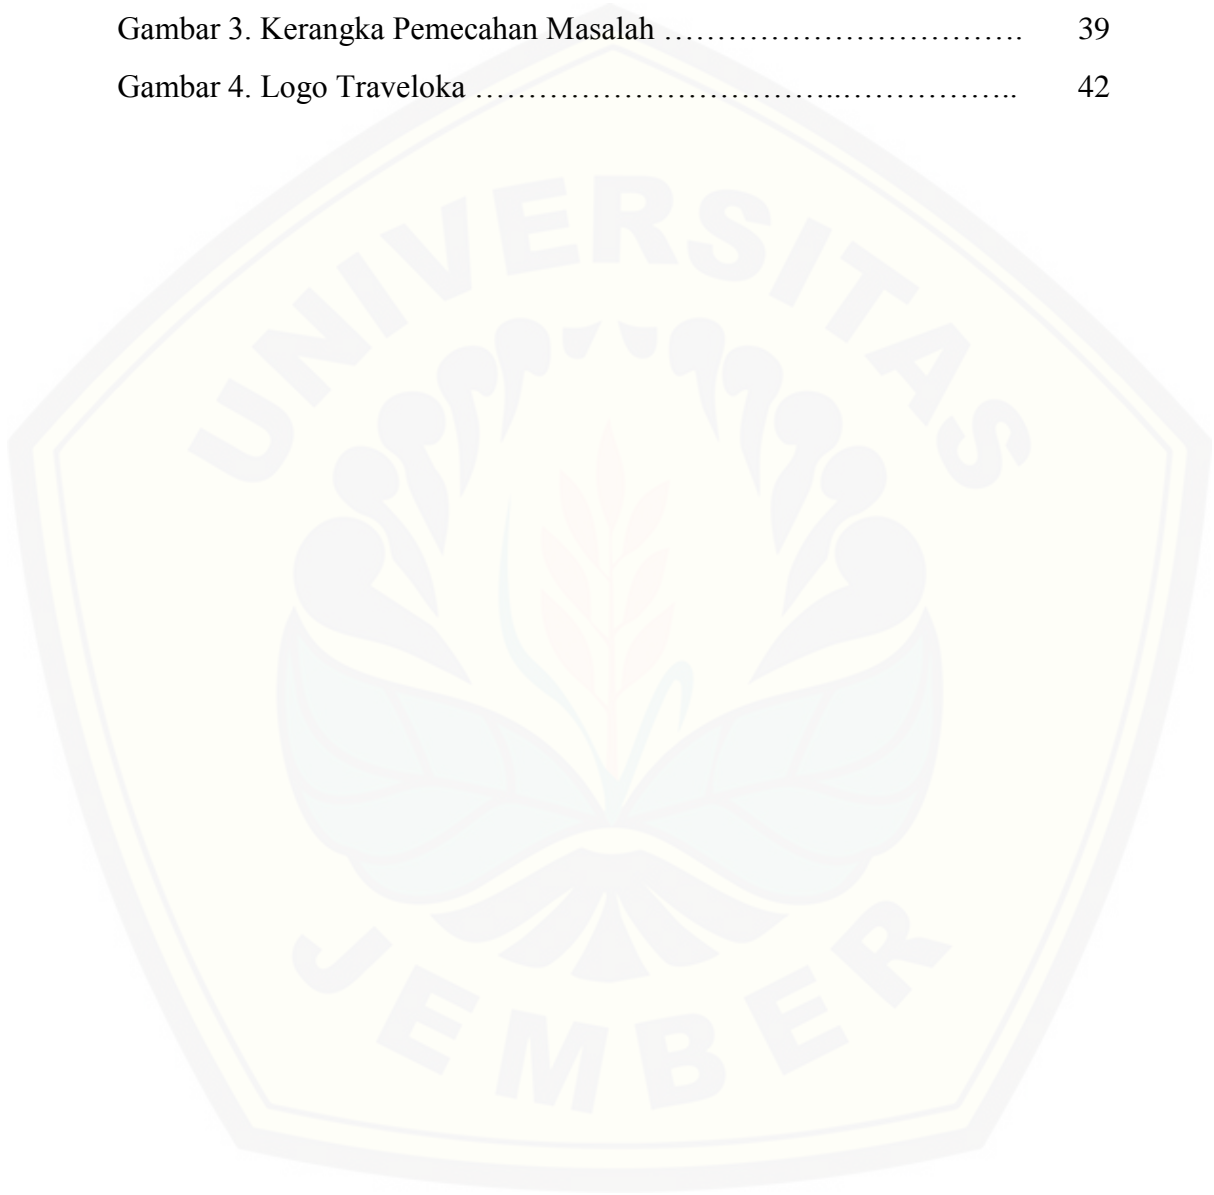 Gambar 3. Kerangka Pemecahan Masalah ……………………………. 39
Gambar 4. Logo Traveloka ……………………………..…………….. 42
UNIVERSITAS
JEMBER